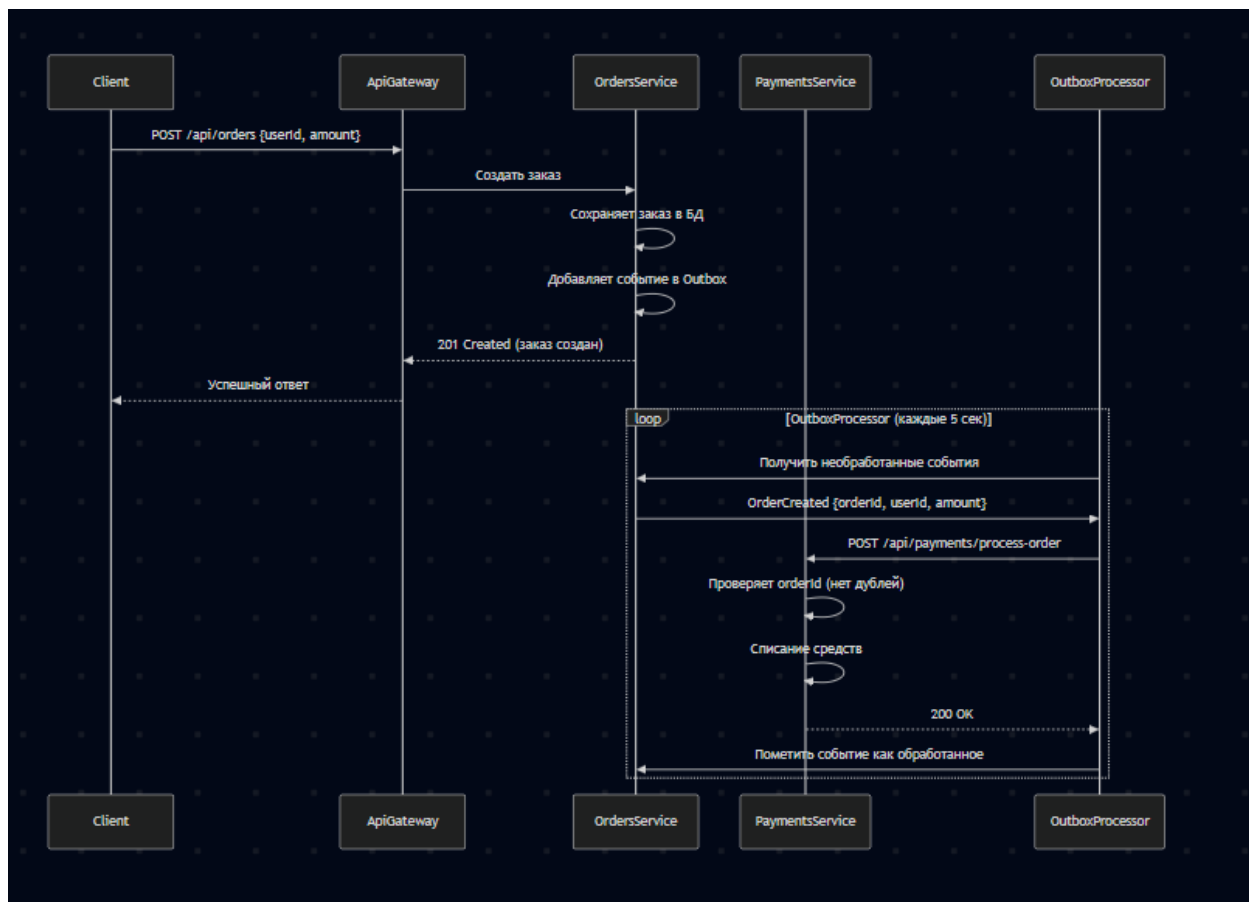 Client
ApiGateway
OrdersService
PaymentsService
OutboxProcessor
POST /api/orders {userId, amount}
Создать заказ
Сохраняет заказ в БД
Добавляет событие в Outbox
201 Created (заказ создан)
Успешный ответ
loop
[OutboxProcessor (каждые 5 сек)]
Получить необработанные события
OrderCreated {orderId, userId, amount}
POST /api/payments/process-order
Проверяет orderId (нет дублей)
Списание средств
200 OK
Пометить событие как обработанное
Client
ApiGateway
OrdersService
PaymentsService
OutboxProcessor